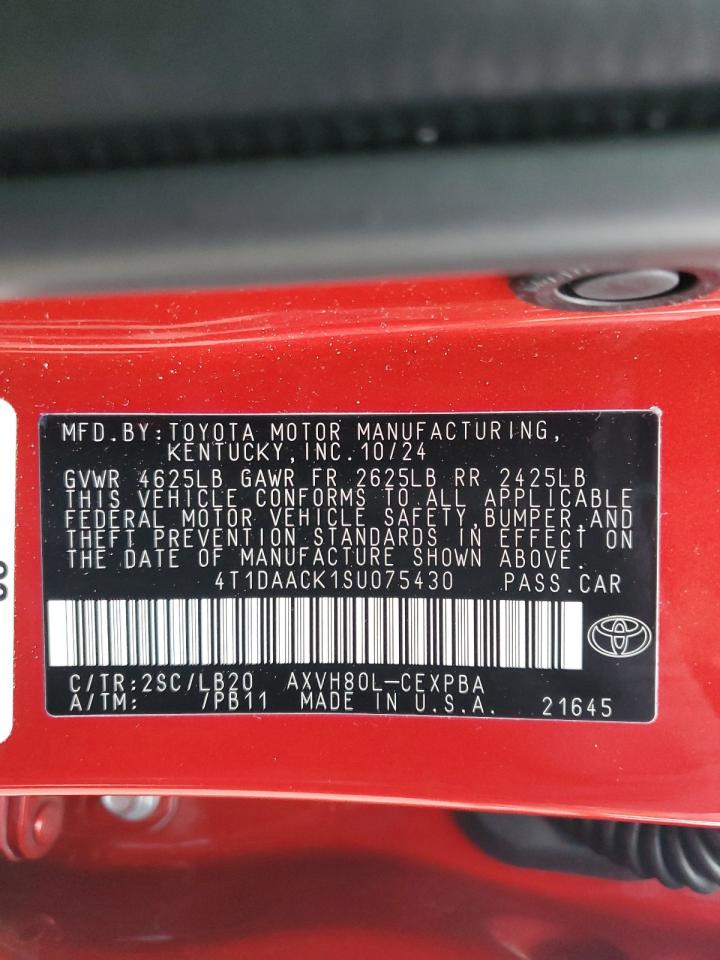 MFD.BY:TOYOTA MOTOR MANUFACTURING,
KENTUCKY,INC.10/24
GVWR 4625LB GAWR FR 2625LB RR 2425LB
THIS VEHICLE CONFORMS TO ALL APPLICABLE
FEDERAL MOTOR VEHICLE SAFETY,BUMPER,AND
THEFT PREVENTION STANDARDS IN EFFECT ON
THE DATE OF MANUFACTURE SHOWN ABOVE.
4T1DAACK1SU075430 PASS.CAR
C/TR:2SC/LB20 AXVH80L-CEXPBA
A/TM: /PB11 MADE IN U.S.A. 21645